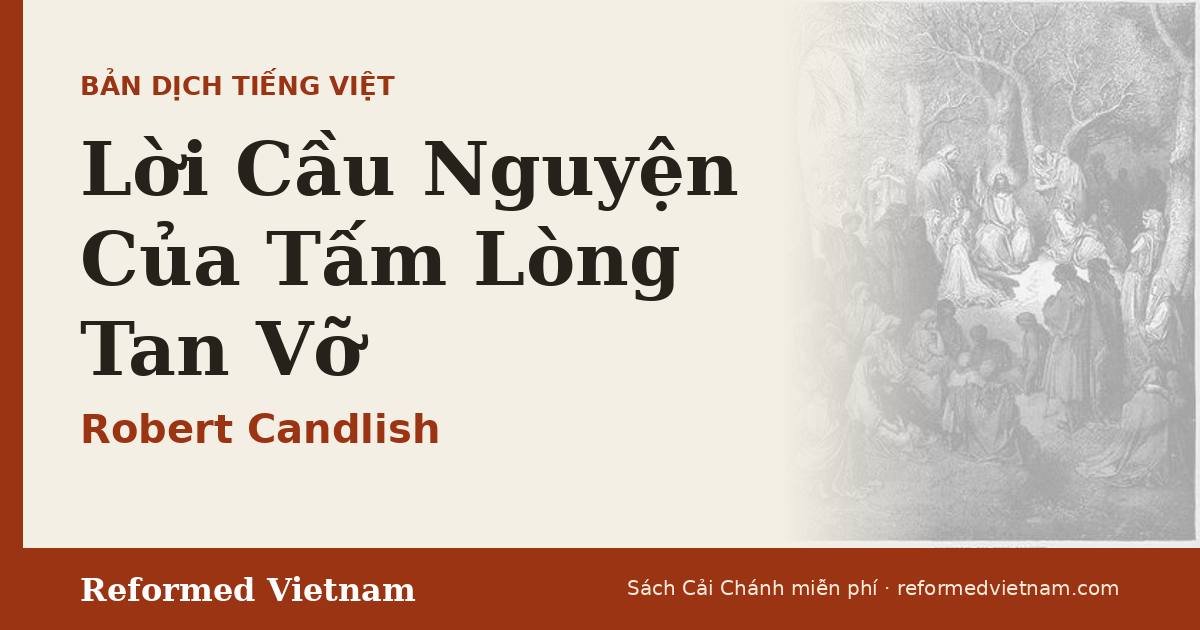 BẢN DỊCH TIẾNG VIỆT
Lời Cầu Nguyện
Của Tấm Lòng
Tan Vỡ
Robert Candlish
Reformed Vietnam
Sách Cải Chánh miễn phí · reformedvietnam.com